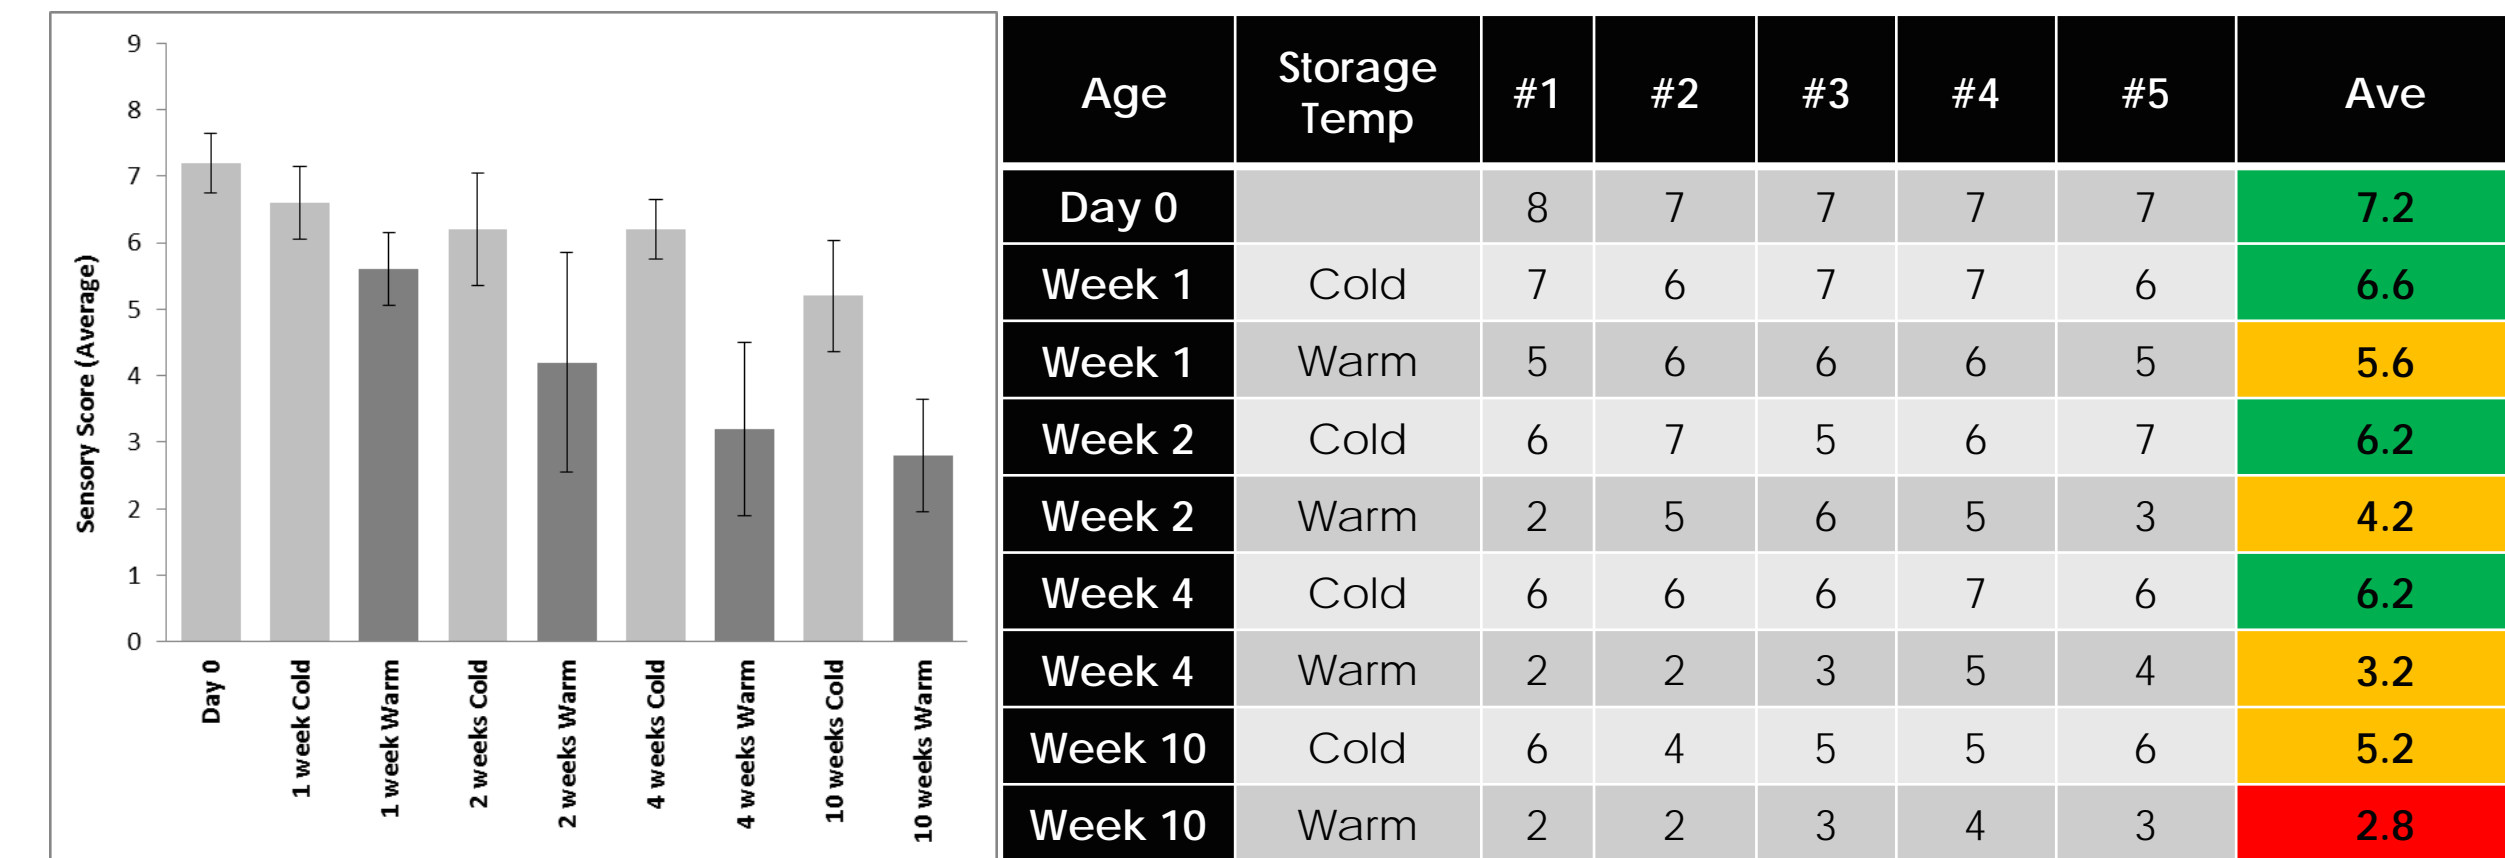 9
8
7
6
5
4
3
2
1
0
Sensory Score (Average)
Day 0
1 week Cold
1 week Warm
2 weeks Cold
2 weeks Warm
4 weeks Cold
4 weeks Warm
10 weeks Cold
10 weeks Warm
Age Storage Temp #1 #2 #3 #4 #5 Ave
Day 0 8 7 7 7 7 7.2
Week 1 Cold 7 6 7 7 6 6.6
Week 1 Warm 5 6 6 6 5 5.6
Week 2 Cold 6 7 5 6 7 6.2
Week 2 Warm 2 5 6 5 3 4.2
Week 4 Cold 6 6 6 7 6 6.2
Week 4 Warm 2 2 3 5 4 3.2
Week 10 Cold 6 4 5 5 6 5.2
Week 10 Warm 2 2 3 4 3 2.8